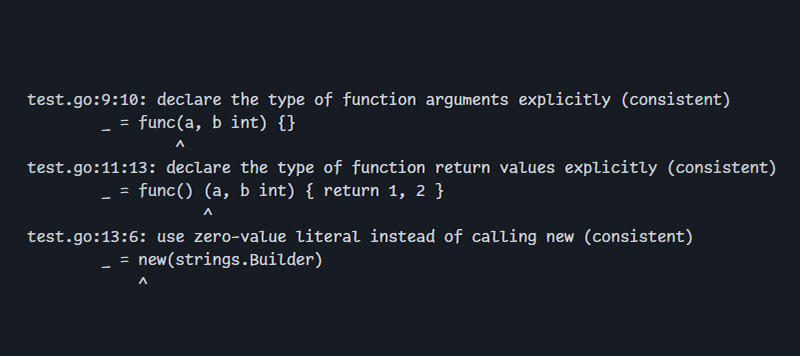 test.go:9:10: declare the type of function arguments explicitly (consistent)
        _ = func(a, b int) {}
                ^
test.go:11:13: declare the type of function return values explicitly (consistent)
        _ = func() (a, b int) { return 1, 2 }
                   ^
test.go:13:6: use zero-value literal instead of calling new (consistent)
        _ = new(strings.Builder)
            ^